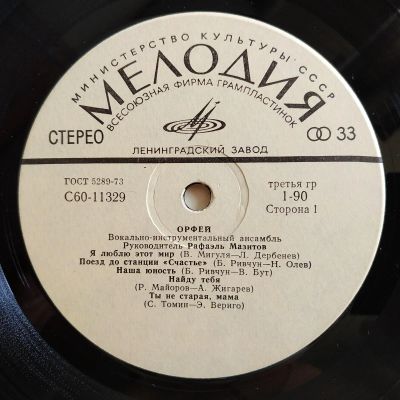 МИНИСТЕРСТВО КУЛЬТУРЫ СССР
МЕЛОДИЯ
ВСЕСОЮЗНАЯ ФИРМА ГРАМПЛАСТИНОК
СТЕРЕО
33
ЛЕНИНГРАДСКИЙ ЗАВОД
ГОСТ 5289-73
третья гр
С60-11329
1-90
Сторона 1
ОРФЕЙ
Вокально-инструментальный ансамбль
Руководитель Рафаэль Мазитов
Я люблю этот мир (В. Мигуля—Л. Дербенев)
Поезд до станции «Счастье» (Б. Ривчун—Н. Олев)
Наша юность (Б. Ривчун—В. Бут)
Найду тебя
(Р. Майоров—А. Жигарев)
Ты не старая, мама
(С. Томин—Э. Вериго)